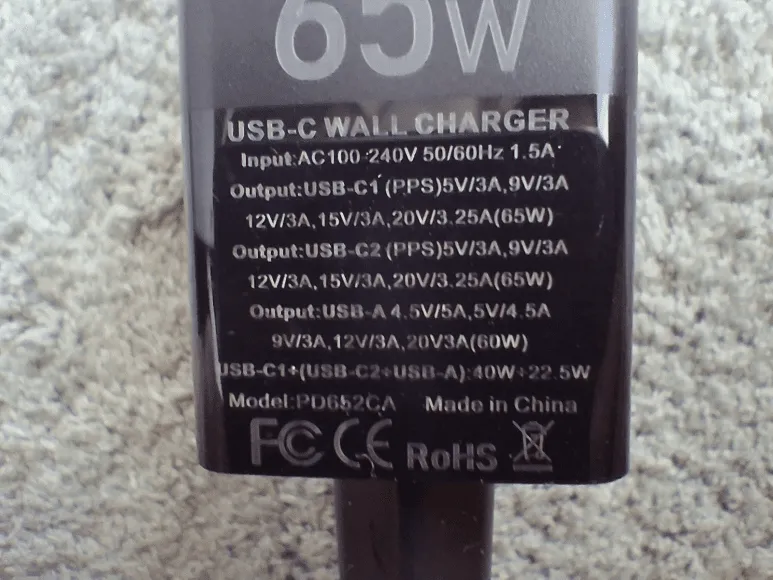 65W
USB-C WALL CHARGER
Input:AC100-240V 50/60Hz 1.5A
Output:USB-C1 (PPS)5V/3A,9V/3A
12V/3A,15V/3A,20V/3.25A(65W)
Output:USB-C2 (PPS)5V/3A,9V/3A
12V/3A,15V/3A,20V/3.25A(65W)
Output:USB-A 4.5V/5A,5V/4.5A
9V/3A,12V/3A,20V3A(60W)
USB-C1+(USB-C2+USB-A):40W+22.5W
Model:PD652CA Made in China
FC CE RoHS